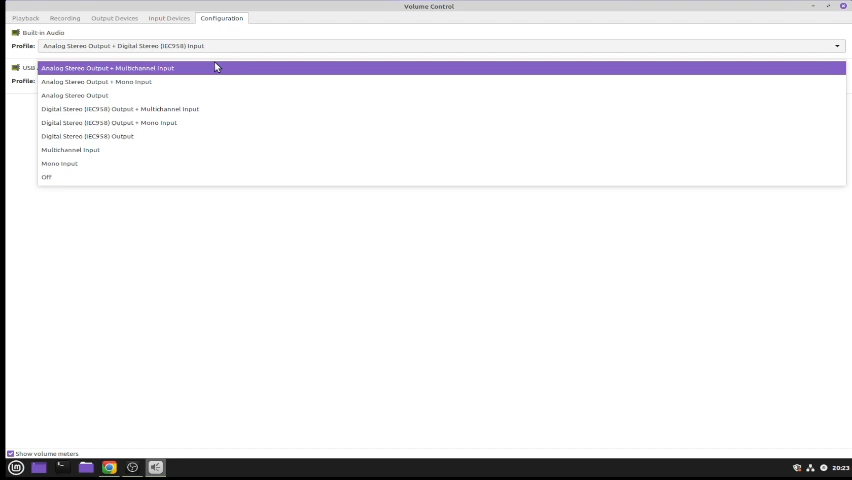 Volume Control
Playback Recording Output Devices Input Devices Configuration
Built-in Audio
Profile: Analog Stereo Output + Digital Stereo (IEC958) Input
USB
Profile:
Analog Stereo Output + Multichannel Input
Analog Stereo Output + Mono Input
Analog Stereo Output
Digital Stereo (IEC958) Output + Multichannel Input
Digital Stereo (IEC958) Output + Mono Input
Digital Stereo (IEC958) Output
Multichannel Input
Mono Input
Off
Show volume meters
20:23